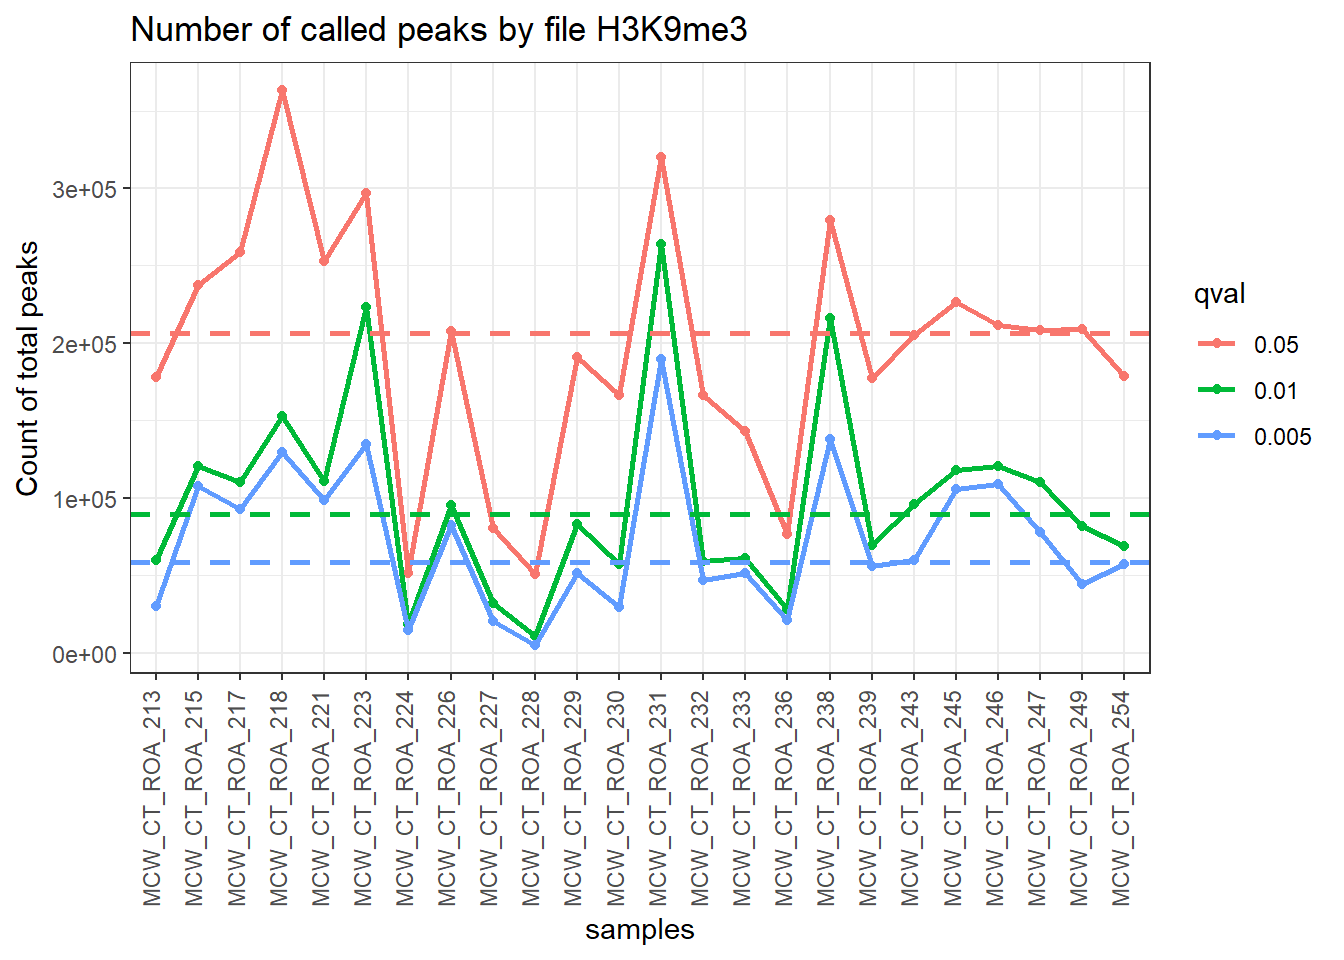 Number of called peaks by file H3K9me3
Count of total peaks
3e+05
2e+05
1e+05
0e+00
MCW_CT_ROA_213
MCW_CT_ROA_215
MCW_CT_ROA_217
MCW_CT_ROA_218
MCW_CT_ROA_221
MCW_CT_ROA_223
MCW_CT_ROA_224
MCW_CT_ROA_226
MCW_CT_ROA_227
MCW_CT_ROA_228
MCW_CT_ROA_229
MCW_CT_ROA_230
MCW_CT_ROA_231
MCW_CT_ROA_232
MCW_CT_ROA_233
MCW_CT_ROA_236
MCW_CT_ROA_238
MCW_CT_ROA_239
MCW_CT_ROA_243
MCW_CT_ROA_245
MCW_CT_ROA_246
MCW_CT_ROA_247
MCW_CT_ROA_249
MCW_CT_ROA_254
samples
qval
0.05
0.01
0.005